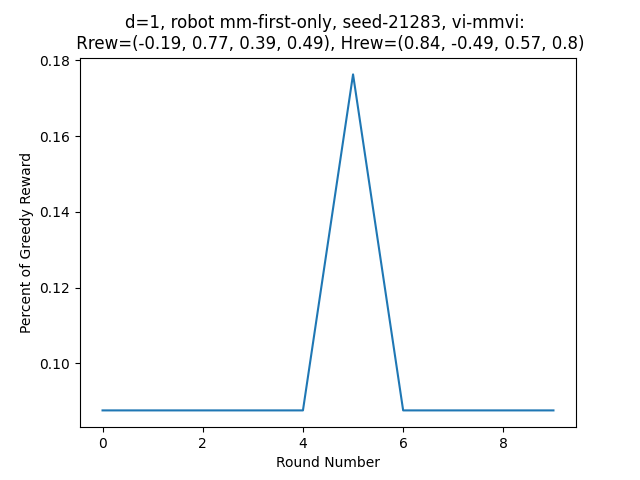 d=1, robot mm-first-only, seed-21283, vi-mmvi:
Rrew=(-0.19, 0.77, 0.39, 0.49), Hrew=(0.84, -0.49, 0.57, 0.8)
0.18
0.16
0.14
0.12
0.10
Percent of Greedy Reward
0 2 4 6 8
Round Number